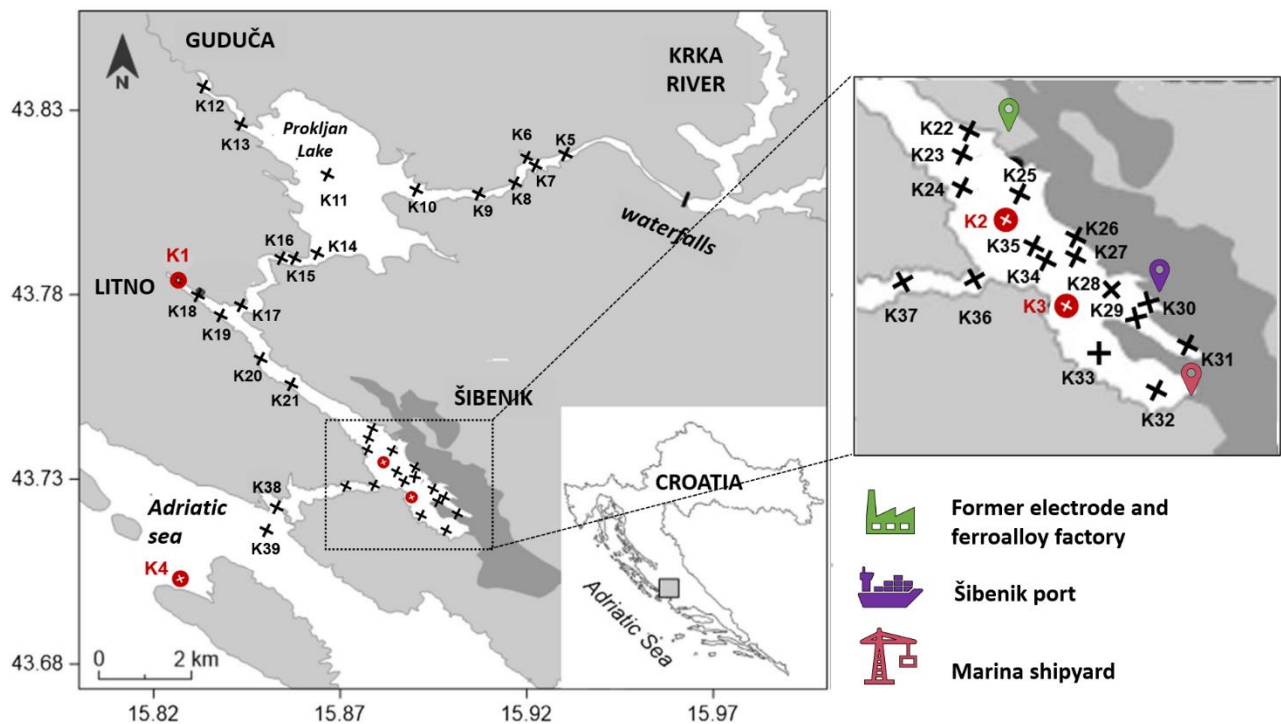 GUDUČA
KRKA
RIVER
N
43.83
K12
K13
Prokljan
Lake
K11
K6
K5
K7
K8
K9
K10
waterfalls
K16
K14
K15
K1
LITNO
43.78
K18
K17
K19
K20
K21
ŠIBENIK
43.73
K38
Adriatic
sea
K39
K4
43.68
0
2 km
15.82
15.87
15.92
15.97
CROATIA
Adriatic Sea
K22
K23
K24
K25
K2
K26
K35
K27
K34
K28
K30
K37
K36
K3
K29
K31
K33
K32
Former electrode and
ferroalloy factory
Šibenik port
Marina shipyard